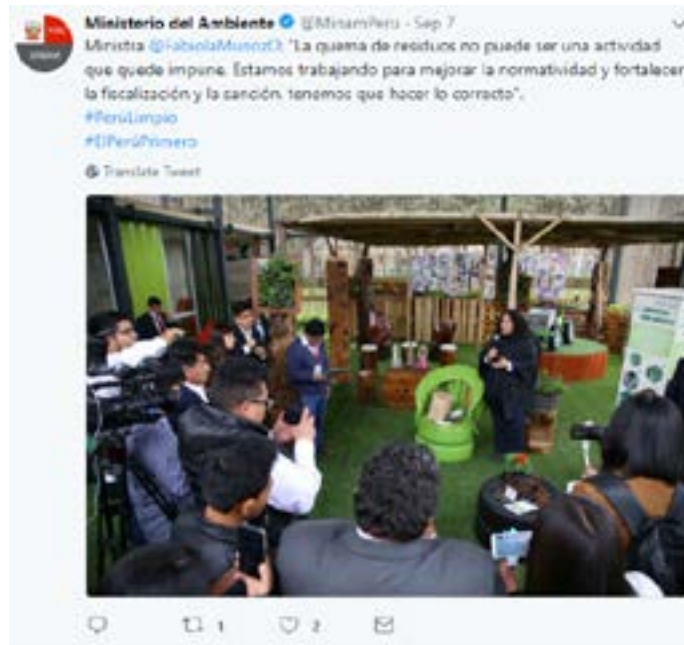 Ministerio del Ambiente @MinamPeru - Sep 7
Ministra @FabiolaMunozD: "La quema de residuos no puede ser una actividad
que quede impune. Estamos trabajando para mejorar la normatividad y fortalecer
la fiscalización y la sanción, tenemos que hacer lo correcto".
#PerúLimpio
#ElPerúPrimero
Translate Tweet
1 2